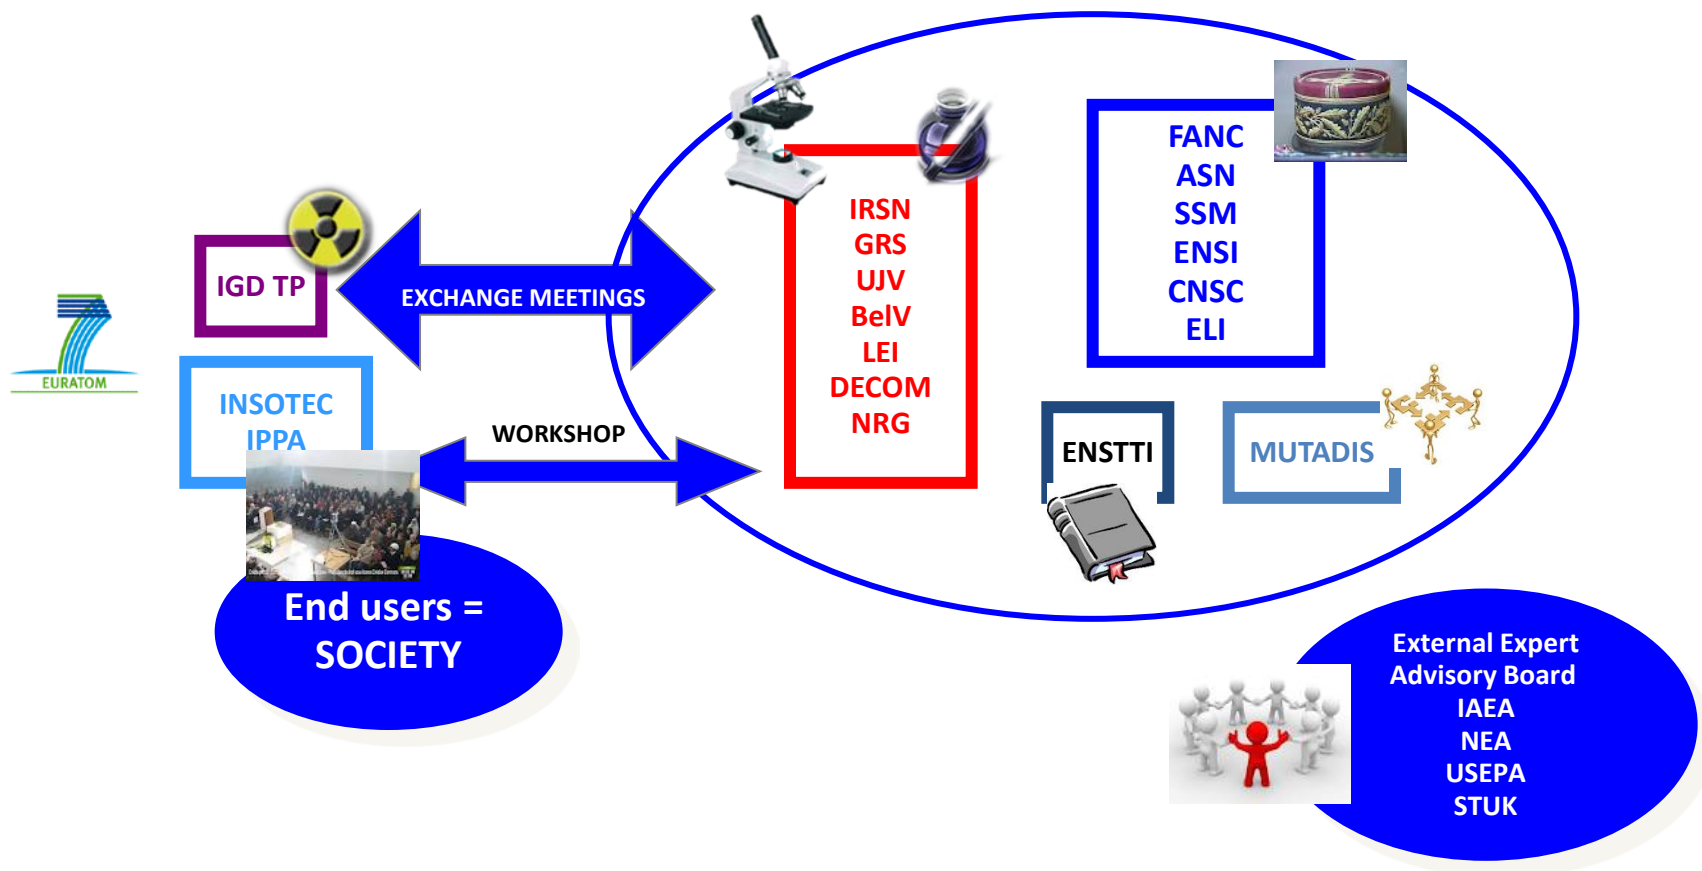 EURATOM
IGD TP
INSOTEC
IPPA
EXCHANGE MEETINGS
WORKSHOP
End users =
SOCIETY
IRSN
GRS
UJV
BelV
LEI
DECOM
NRG
FANC
ASN
SSM
ENSI
CNSC
ELI
ENSTTI
MUTADIS
External Expert
Advisory Board
IAEA
NEA
USEPA
STUK